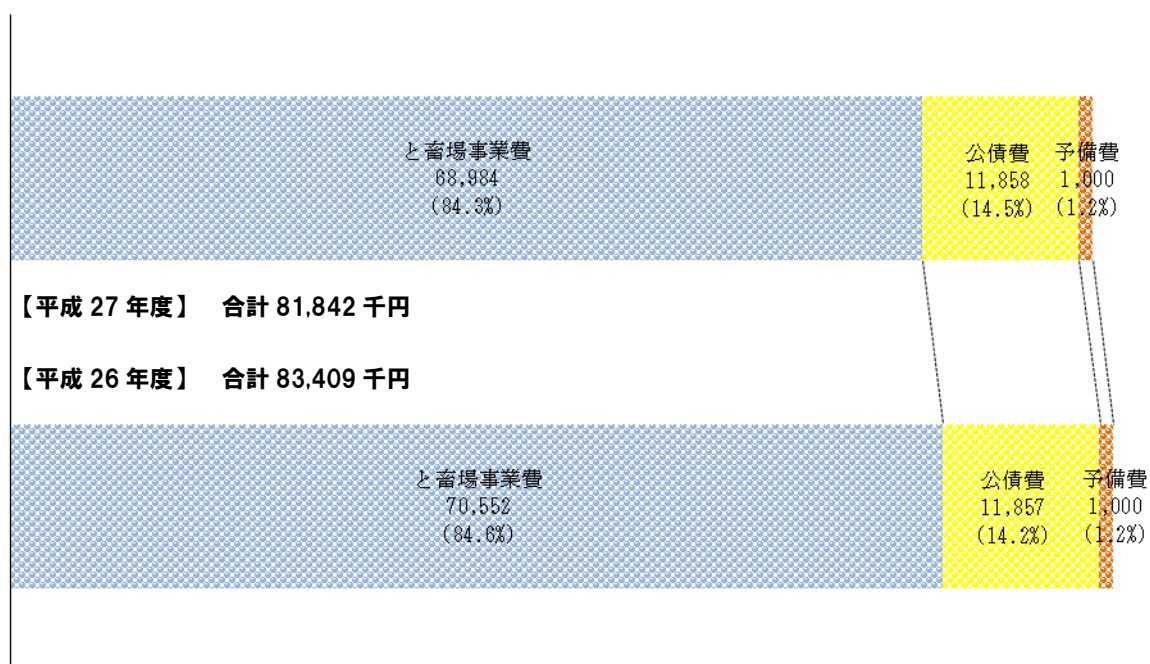 と畜場事業費
68,984
(84.3%)
公債費
11,858
(14.5%)
予備費
1,000
(1.2%)
【平成 27 年度】 合計 81,842 千円
【平成 26 年度】 合計 83,409 千円
と畜場事業費
70,552
(84.6%)
公債費
11,857
(14.2%)
予備費
1,000
(1.2%)